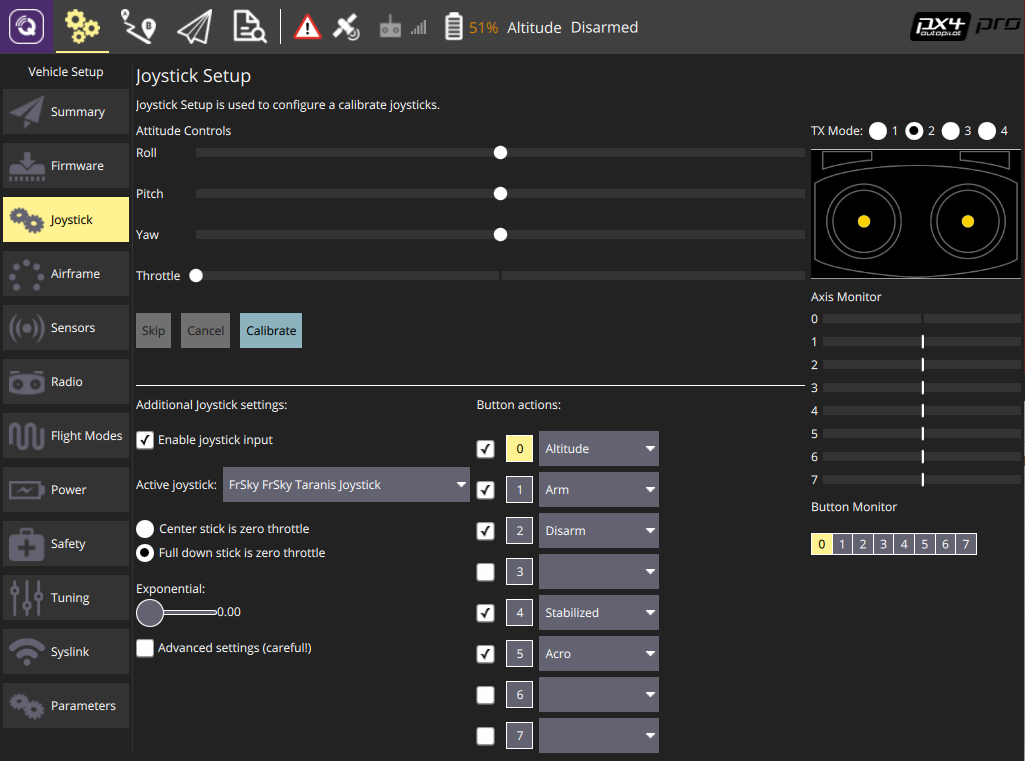 51% Altitude Disarmed
px4 autopilot pro
Vehicle Setup
Summary
Firmware
Joystick
Airframe
Sensors
Radio
Flight Modes
Power
Safety
Tuning
Syslink
Parameters
Joystick Setup
Joystick Setup is used to configure a calibrate joysticks.
Attitude Controls
Roll
Pitch
Yaw
Throttle
Skip Cancel Calibrate
TX Mode: 1 2 3 4
Axis Monitor
0
1
2
3
4
5
6
7
Button Monitor
0 1 2 3 4 5 6 7
Additional Joystick settings:
Enable joystick input
Active joystick: FrSky FrSky Taranis Joystick
Center stick is zero throttle
Full down stick is zero throttle
Exponential:
0.00
Advanced settings (careful!)
Button actions:
0 Altitude
1 Arm
2 Disarm
3
4 Stabilized
5 Acro
6
7